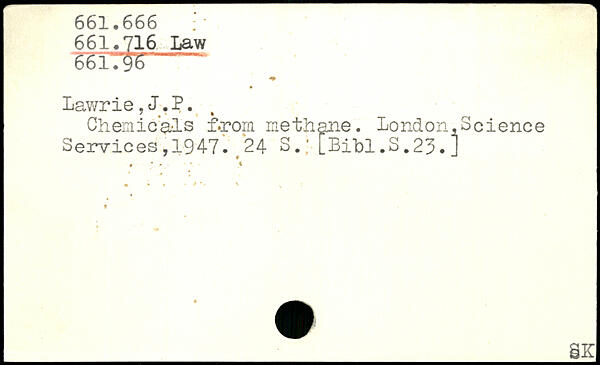 661.666
661.716 Law
661.96
Lawrie,J.P.
Chemicals from methane. London,Science
Services,1947. 24 S. [Bibl.S.23.]
SK